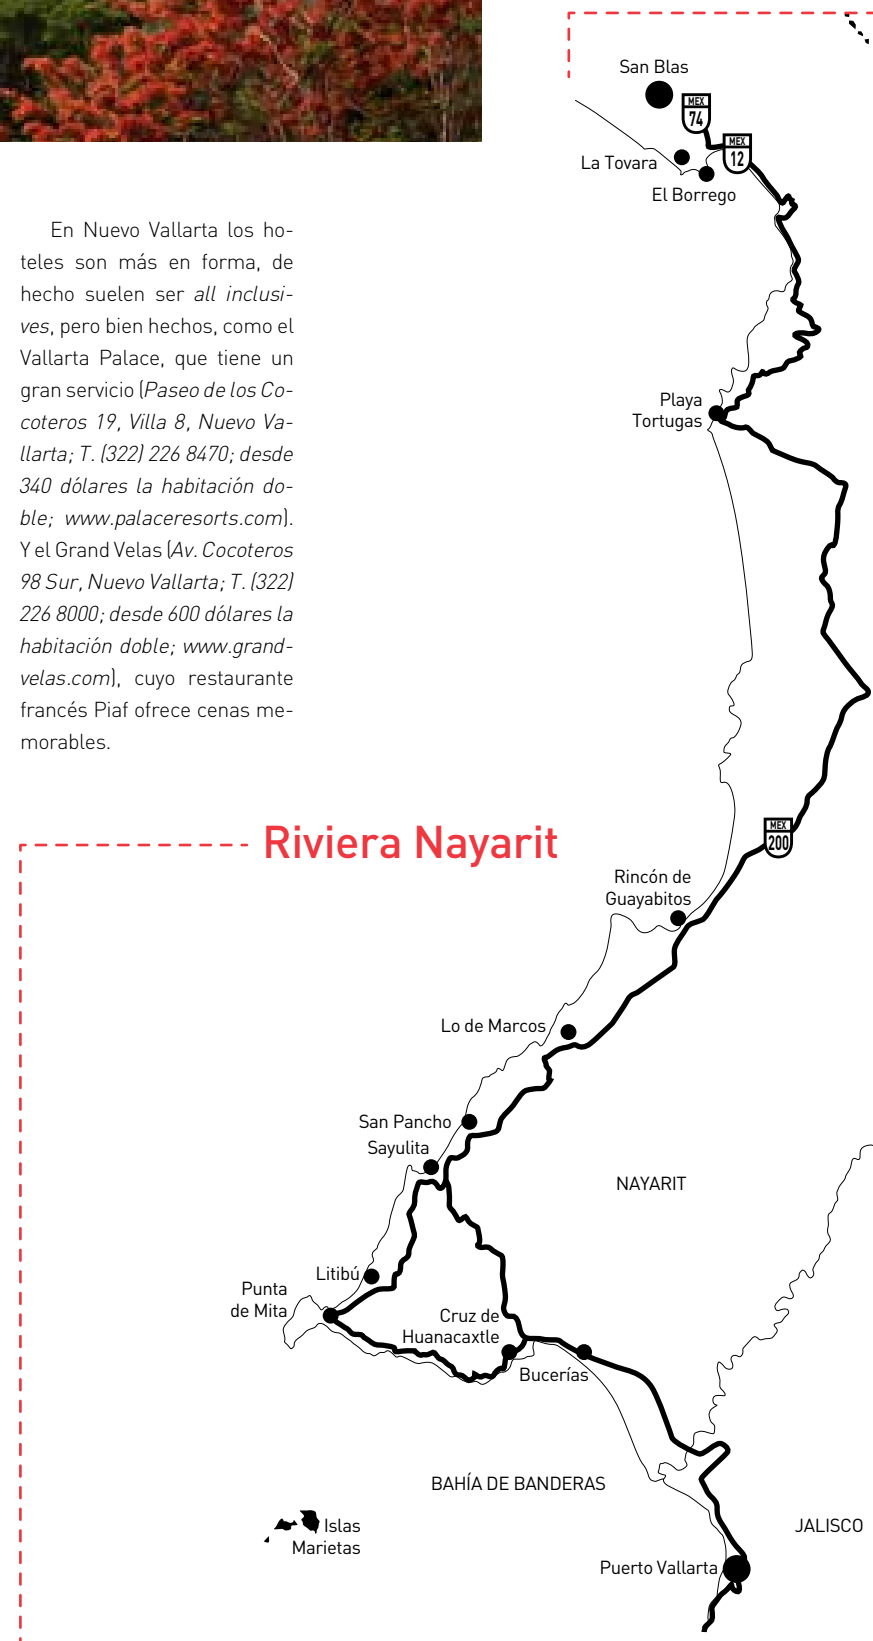 En Nuevo Vallarta los ho-
teles son más en forma, de
hecho suelen ser all inclusi-
ves, pero bien hechos, como el
Vallarta Palace, que tiene un
gran servicio (Paseo de los Co-
coteros 19, Villa 8, Nuevo Va-
llarta; T. (322) 226 8470; desde
340 dólares la habitación do-
ble; www.palaceresorts.com).
Y el Grand Velas (Av. Cocoteros
98 Sur, Nuevo Vallarta; T. (322)
226 8000; desde 600 dólares la
habitación doble; www.grand-
velas.com), cuyo restaurante
francés Piaf ofrece cenas me-
morables.
Riviera Nayarit
San Blas
MEX
74
MEX
12
La Tovara
El Borrego
Playa
Tortugas
MEX
200
Rincón de
Guayabitos
Lo de Marcos
San Pancho
Sayulita
NAYARIT
Litibú
Punta
de Mita
Cruz de
Huanacaxtle
Bucerías
BAHÍA DE BANDERAS
Islas
Marietas
JALISCO
Puerto Vallarta